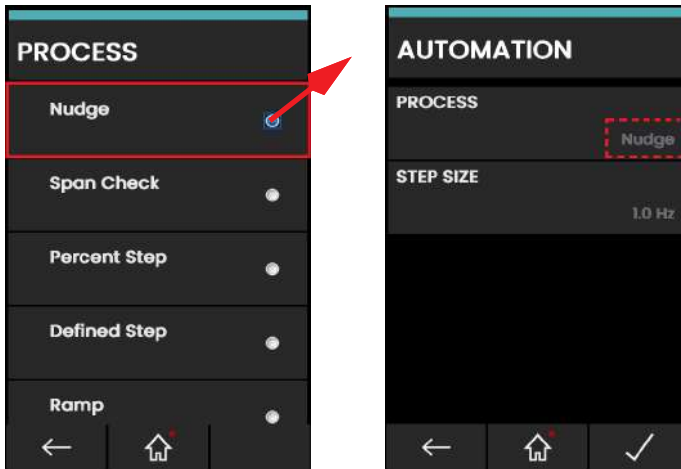 PROCESS
Nudge
Span Check
Percent Step
Defined Step
Ramp
AUTOMATION
PROCESS
Nudge
STEP SIZE
1.0 Hz